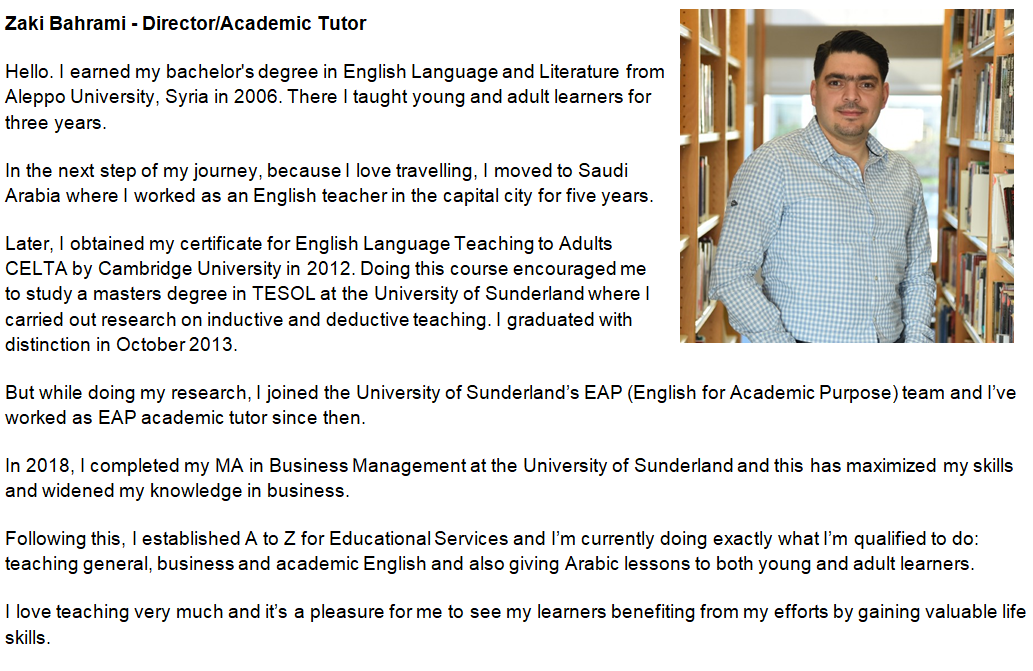 Zaki Bahrami - Director/Academic Tutor
Hello. I earned my bachelor's degree in English Language and Literature from
Aleppo University, Syria in 2006. There I taught young and adult learners for
three years.
In the next step of my journey, because I love travelling, I moved to Saudi
Arabia where I worked as an English teacher in the capital city for five years.
Later, I obtained my certificate for English Language Teaching to Adults
CELTA by Cambridge University in 2012. Doing this course encouraged me
to study a masters degree in TESOL at the University of Sunderland where I
carried out research on inductive and deductive teaching. I graduated with
distinction in October 2013.
But while doing my research, I joined the University of Sunderland’s EAP (English for Academic Purpose) team and I’ve
worked as EAP academic tutor since then.
In 2018, I completed my MA in Business Management at the University of Sunderland and this has maximized my skills
and widened my knowledge in business.
Following this, I established A to Z for Educational Services and I’m currently doing exactly what I’m qualified to do:
teaching general, business and academic English and also giving Arabic lessons to both young and adult learners.
I love teaching very much and it’s a pleasure for me to see my learners benefiting from my efforts by gaining valuable life
skills.